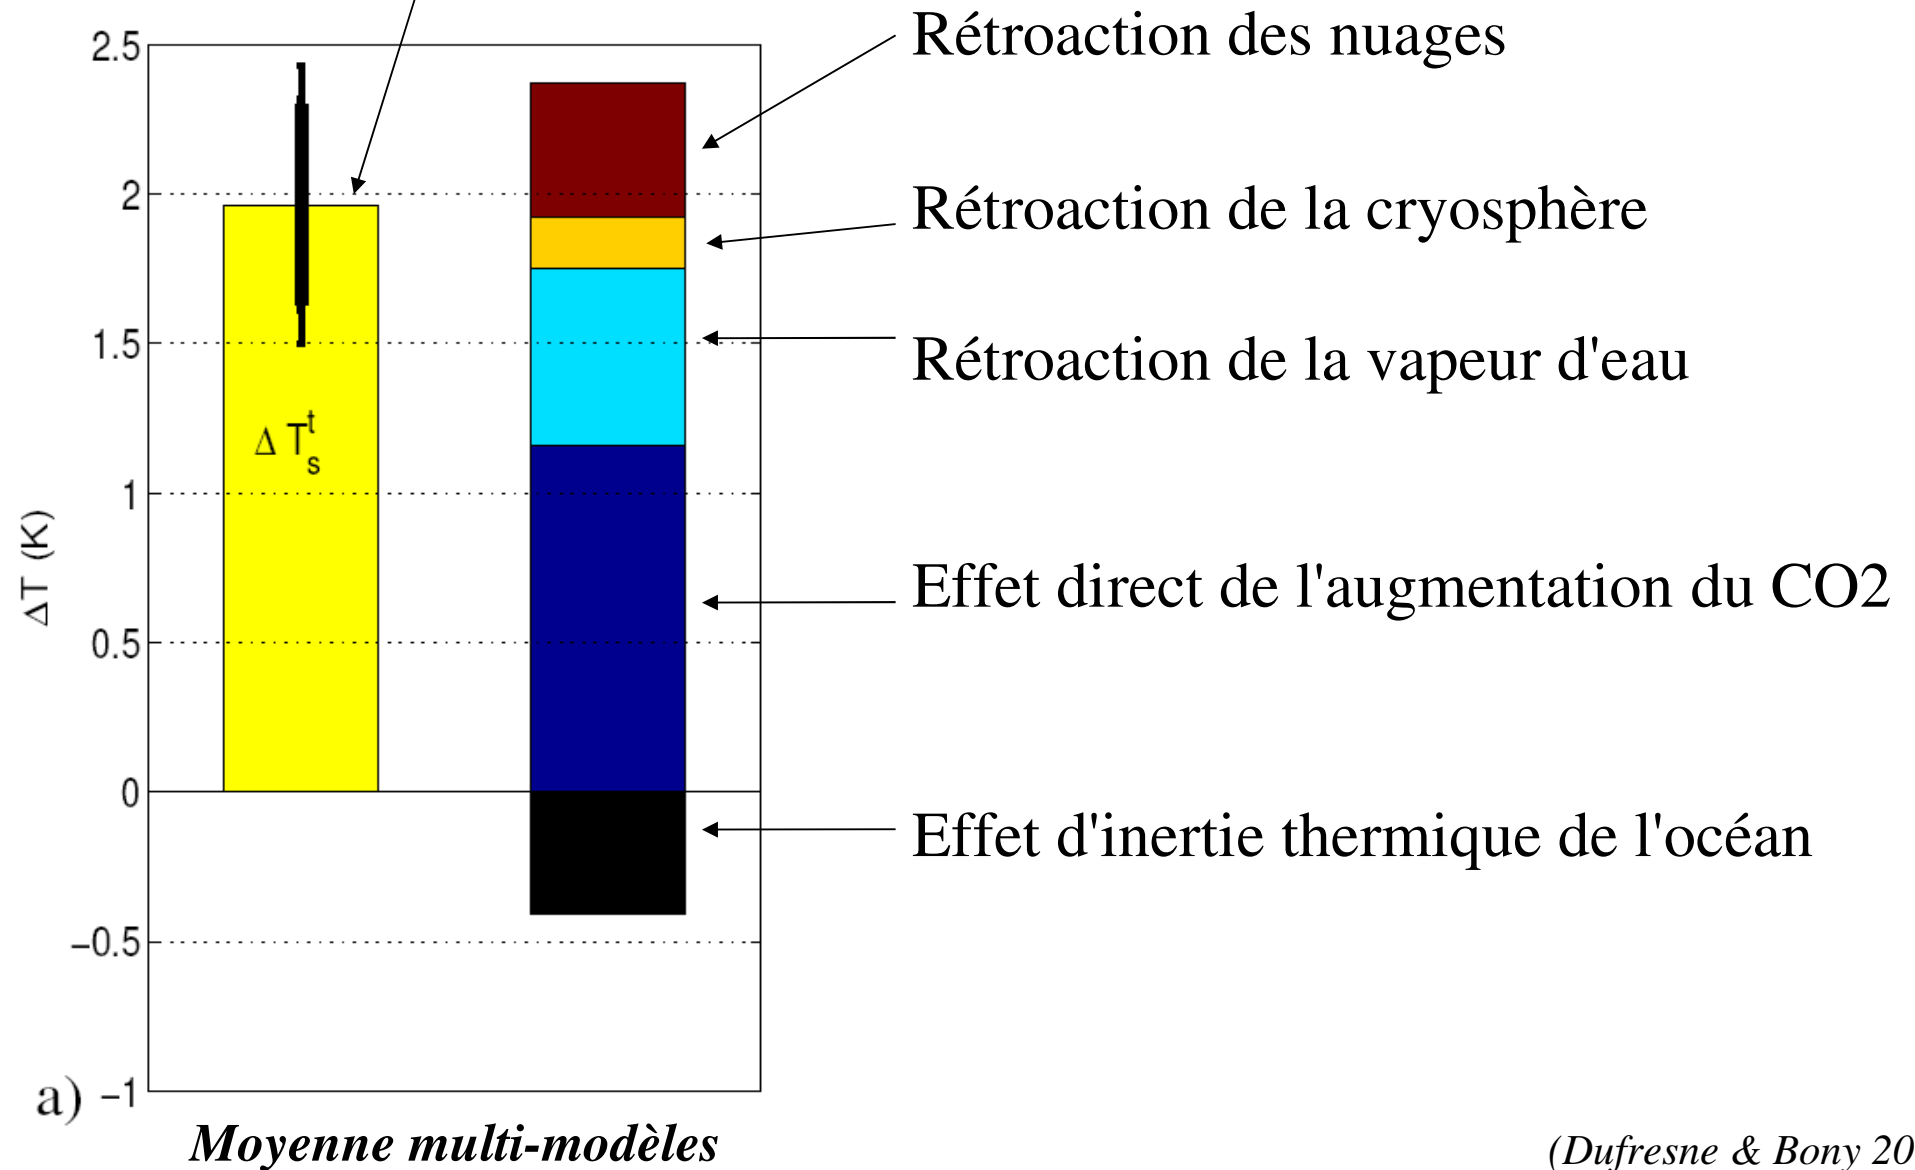 2.5
2
1.5
1
0.5
0
−0.5
−1
ΔT (K)
Δ T_s^t
a)
Moyenne multi-modèles
Rétroaction des nuages
Rétroaction de la cryosphère
Rétroaction de la vapeur d'eau
Effet direct de l'augmentation du CO2
Effet d'inertie thermique de l'océan
(Dufresne & Bony 20